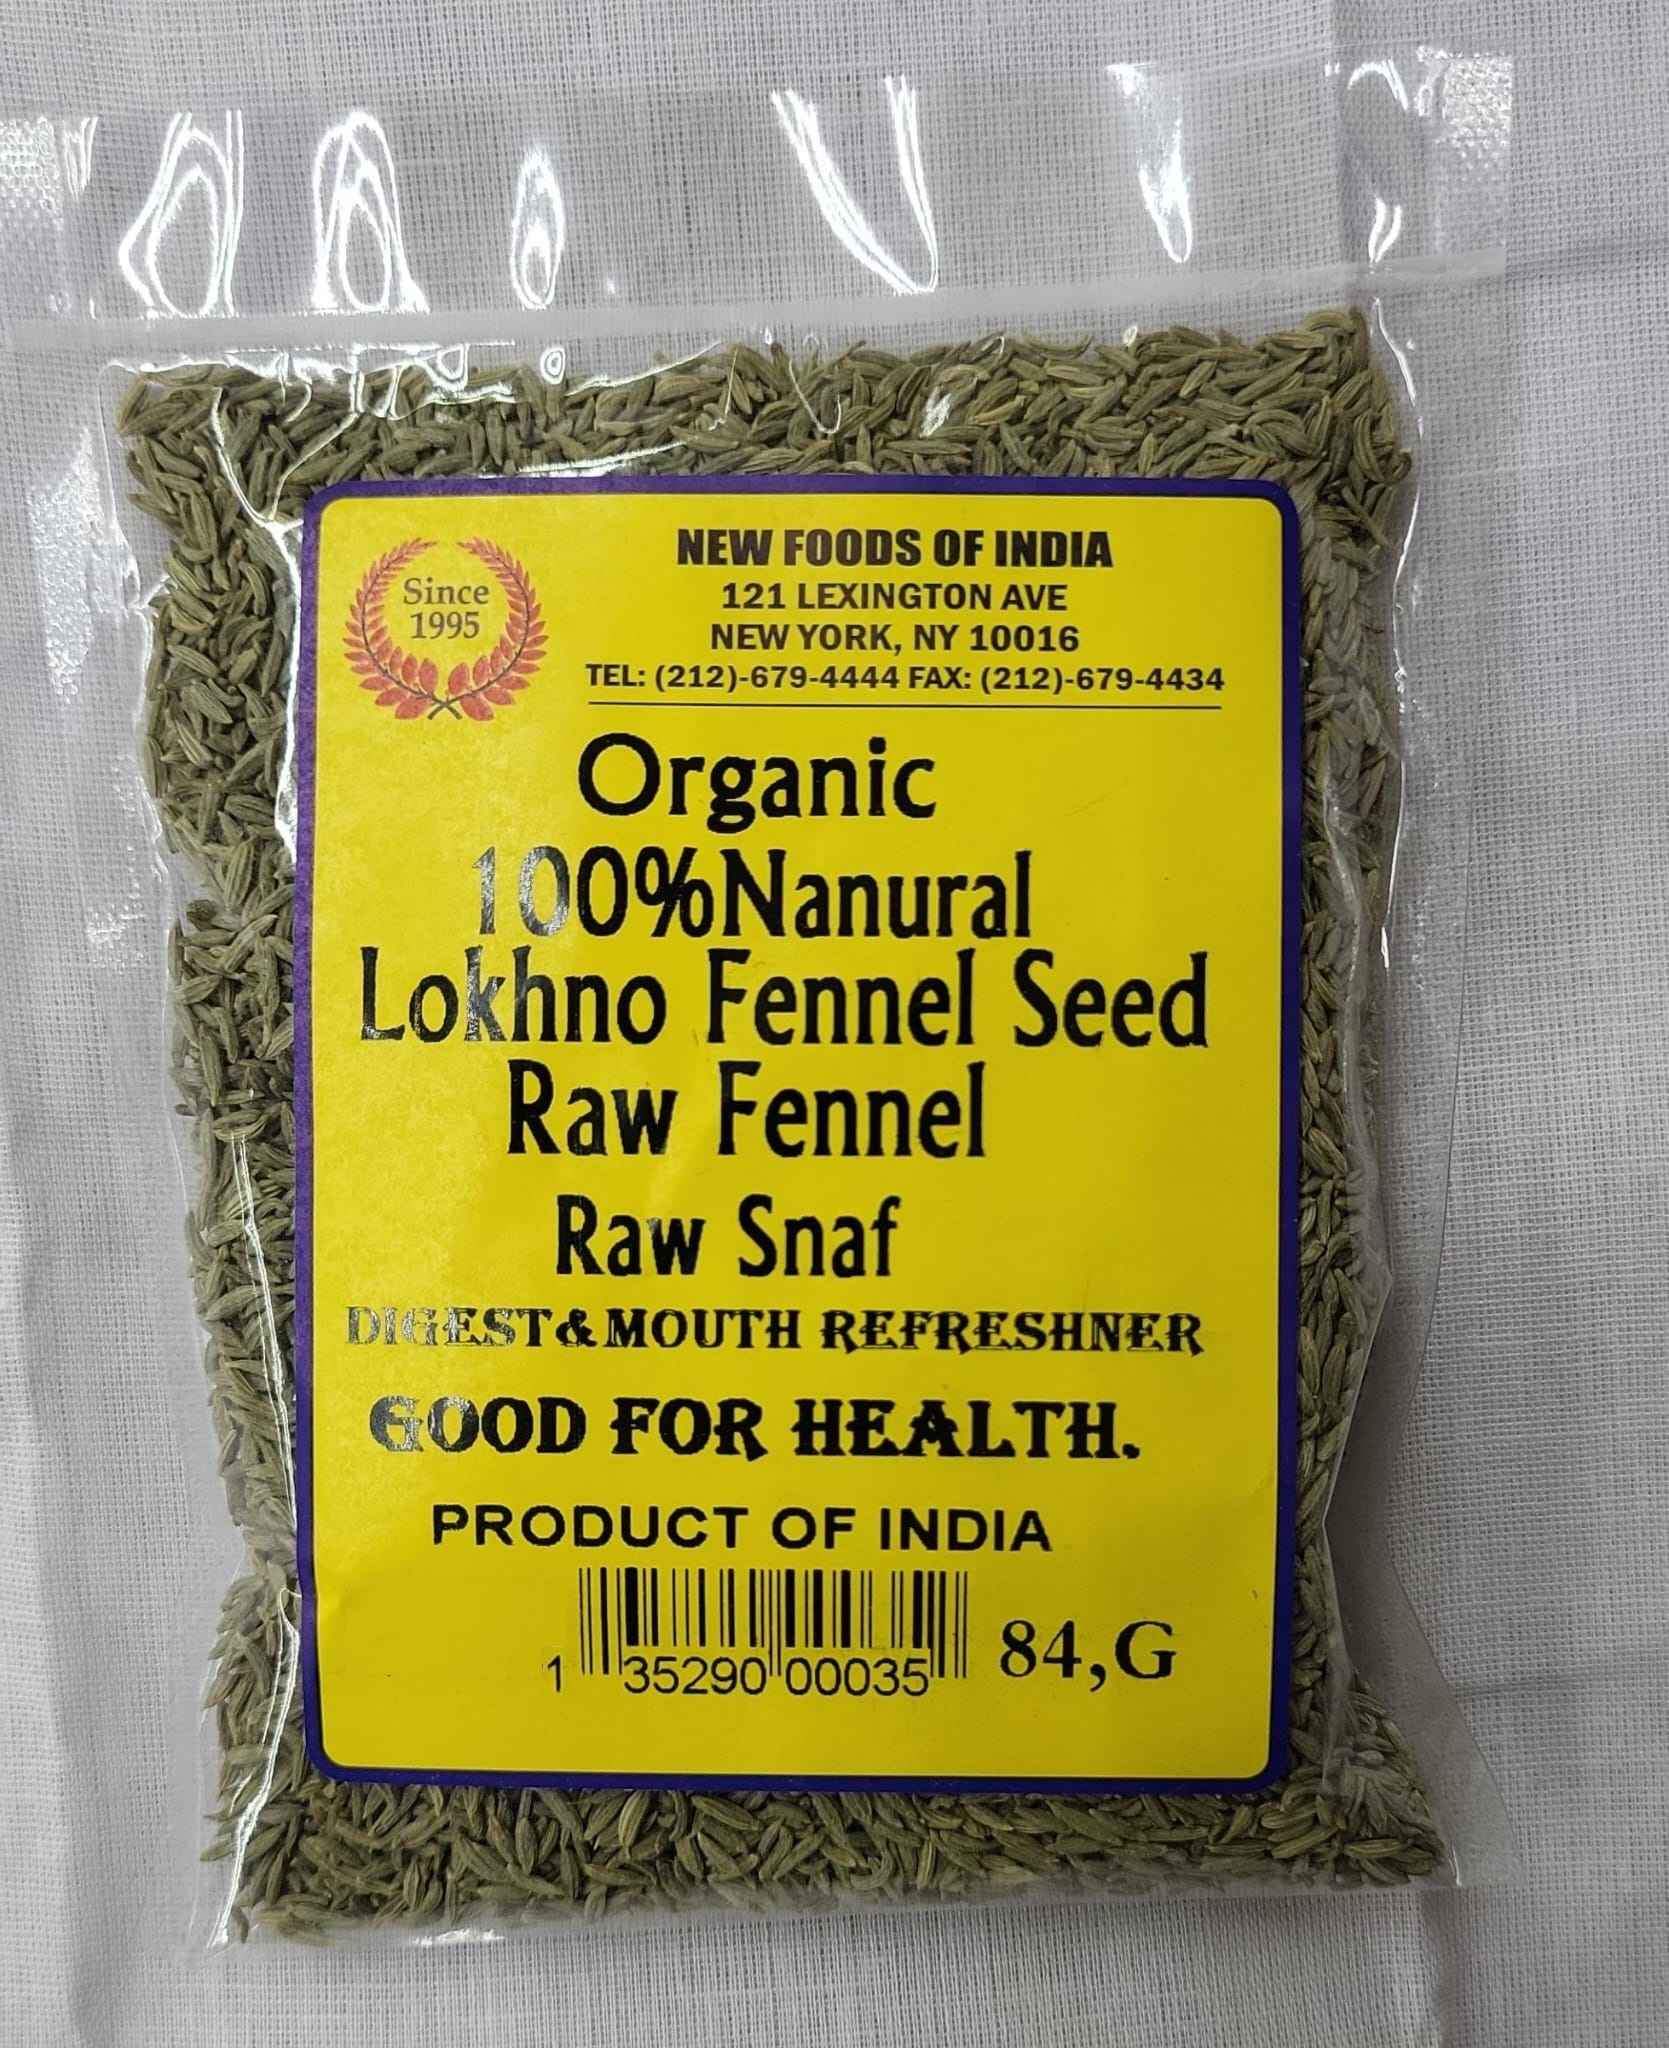 Since
1995
NEW FOODS OF INDIA
121 LEXINGTON AVE
NEW YORK, NY 10016
TEL: (212)-679-4444 FAX: (212)-679-4434
Organic
100%Nanural
Lokhno Fennel Seed
Raw Fennel
Raw Snaf
DIGEST&MOUTH REFRESHNER
GOOD FOR HEALTH.
PRODUCT OF INDIA
1 35290 00035
84,G